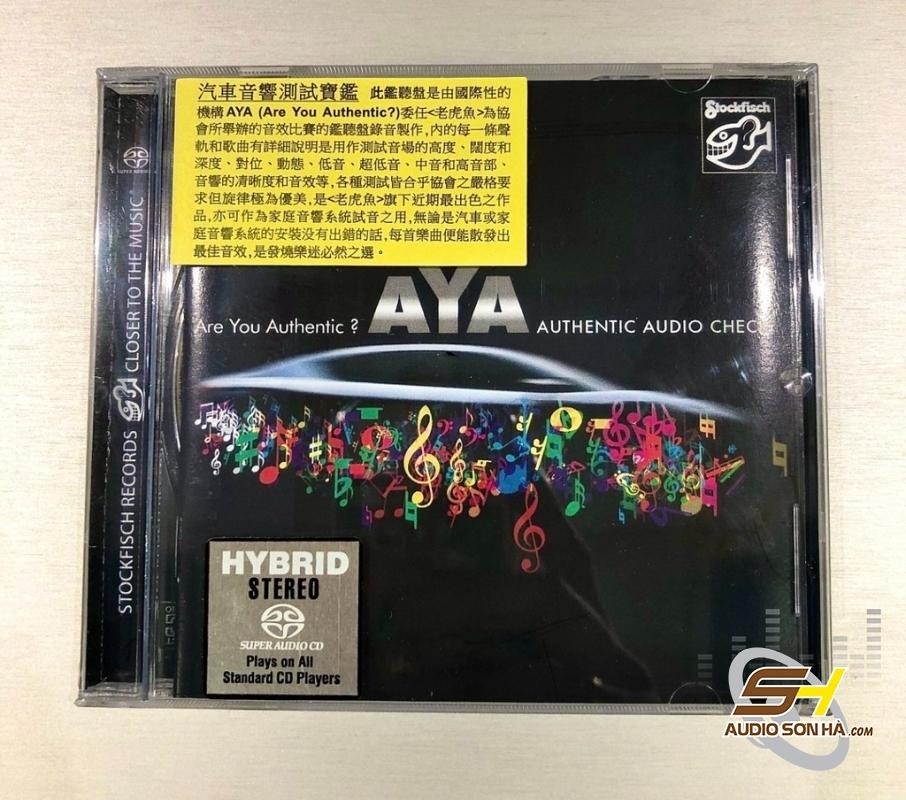 汽車音響測試寶鑑 此鑑聽盤是由國際性的
機構AYA (Are You Authentic?)委任<老虎魚>為協
會所舉辦的音效比賽的鑑聽盤錄音製作,內的每一條聲
軌和歌曲有詳細說明是用作測試音場的高度、闊度和
深度、對位、動態、低音、超低音、中音和高音部、
音響的清晰度和音效等,各種測試皆合乎協會之嚴格要
求但旋律極為優美,是<老虎魚>旗下近期最出色之作
品,亦可作為家庭音響系統試音之用,無論是汽車或家
庭音響系統的安裝没有出錯的話,每首樂曲便能散發出
最佳音效,是發燒樂迷必然之選。
Stockfisch
SUPER AUDIO CD
STOCKFISCH RECORDS CLOSER TO THE MUSIC
Are You Authentic ? AYA AUTHENTIC AUDIO CHECK
HYBRID
STEREO
SUPER AUDIO CD
Plays on All
Standard CD Players
SH
AUDIO SƠN HÀ.COM